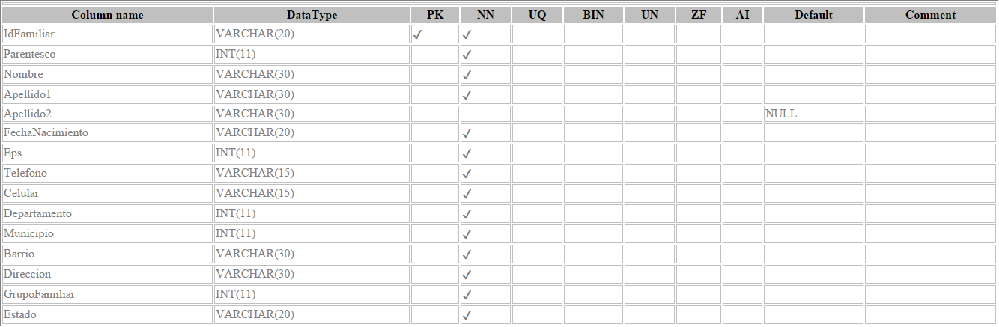 Column name DataType PK NN UQ BIN UN ZF AI Default Comment
IdFamiliar VARCHAR(20) ✓ ✓
Parentesco INT(11) ✓
Nombre VARCHAR(30) ✓
Apellido1 VARCHAR(30) ✓
Apellido2 VARCHAR(30) NULL
FechaNacimiento VARCHAR(20) ✓
Eps INT(11) ✓
Telefono VARCHAR(15) ✓
Celular VARCHAR(15) ✓
Departamento INT(11) ✓
Municipio INT(11) ✓
Barrio VARCHAR(30) ✓
Direccion VARCHAR(30) ✓
GrupoFamiliar INT(11) ✓
Estado VARCHAR(20) ✓